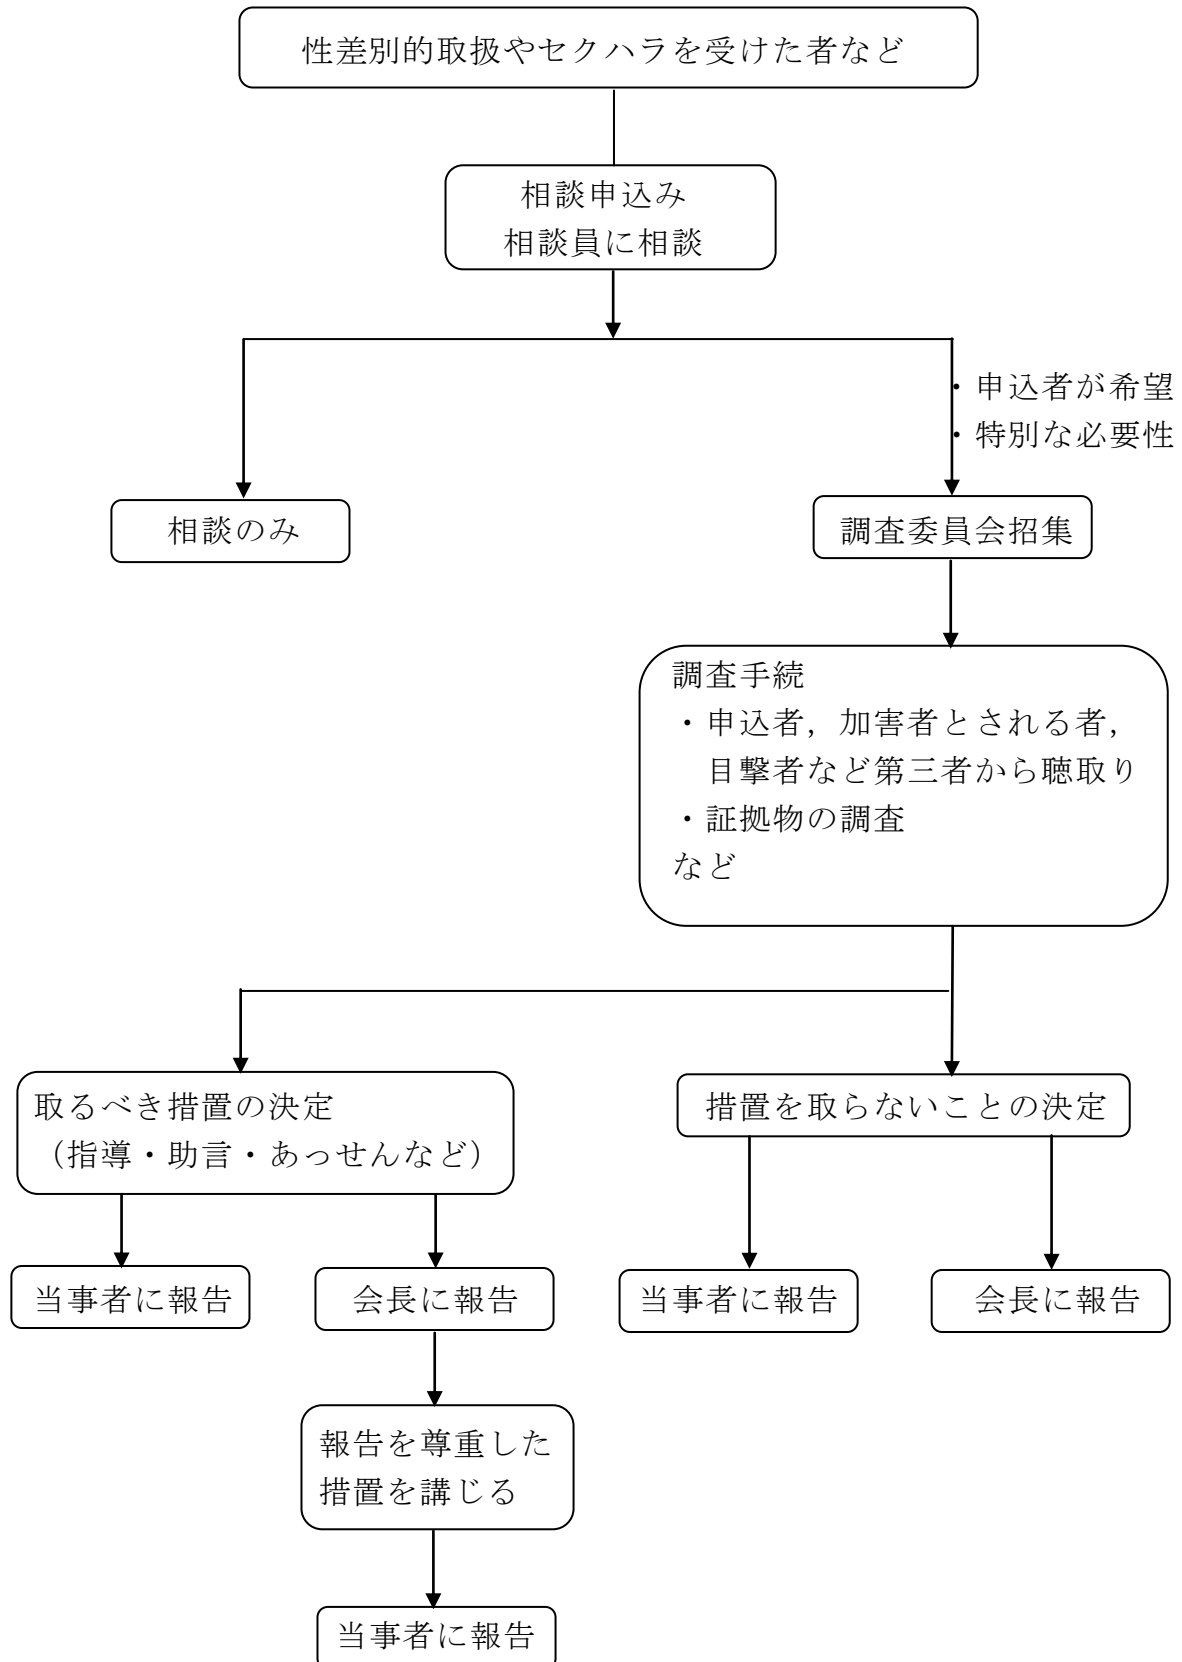 性差別的取扱やセクハラを受けた者など
相談申込み
相談員に相談
・申込者が希望
・特別な必要性
相談のみ
調査委員会招集
調査手続
・申込者，加害者とされる者，
目撃者など第三者から聴取り
・証拠物の調査
など
取るべき措置の決定
（指導・助言・あっせんなど）
措置を取らないことの決定
当事者に報告
会長に報告
当事者に報告
会長に報告
報告を尊重した
措置を講じる
当事者に報告